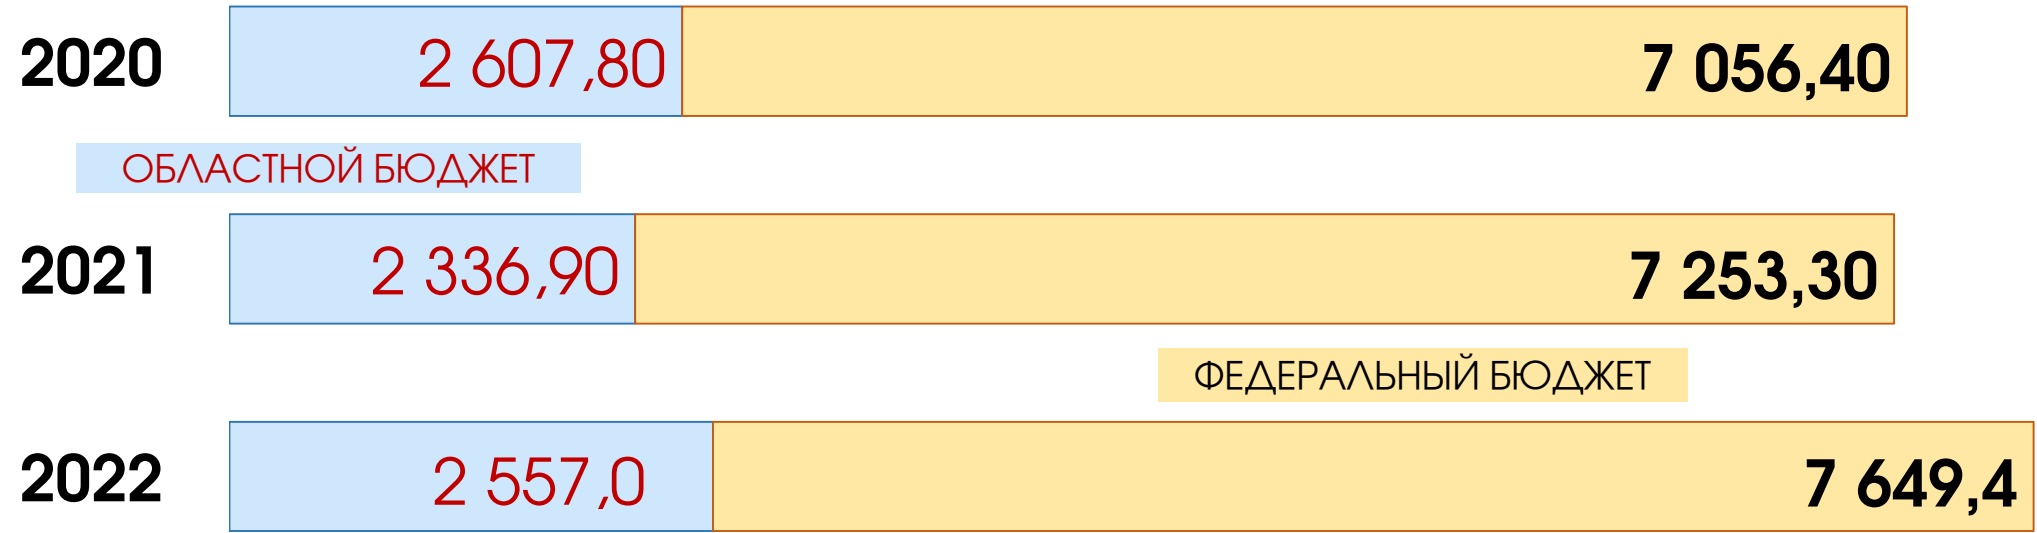 2020 2 607,80 7 056,40
ОБЛАСТНОЙ БЮДЖЕТ
2021 2 336,90 7 253,30
ФЕДЕРАЛЬНЫЙ БЮДЖЕТ
2022 2 557,0 7 649,4